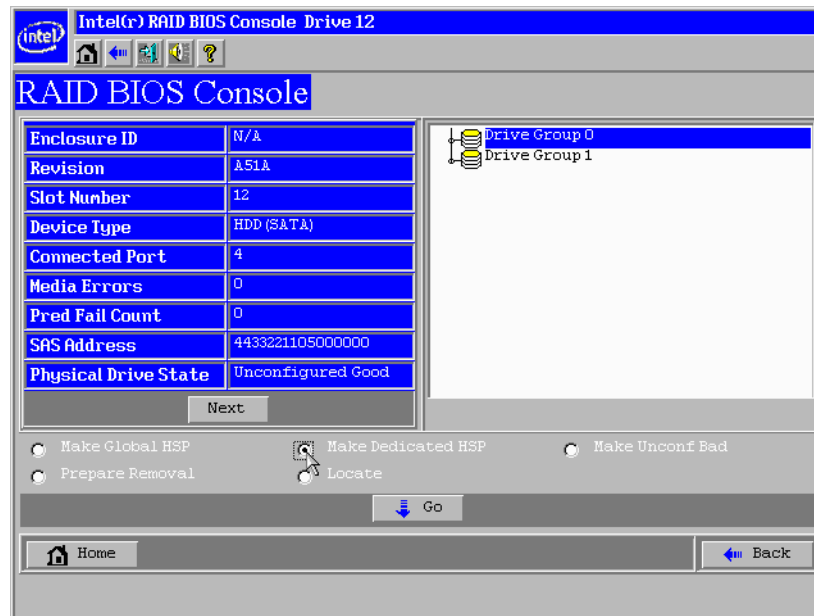 Intel(r) RAID BIOS Console Drive 12
intel
RAID BIOS Console
Enclosure ID N/A
Revision A51A
Slot Number 12
Device Type HDD (SATA)
Connected Port 4
Media Errors 0
Pred Fail Count 0
SAS Address 4433221105000000
Physical Drive State Unconfigured Good
Next
Drive Group 0
Drive Group 1
Make Global HSP Make Dedicated HSP Make Unconf Bad
Prepare Removal Locate
Go
Home Back